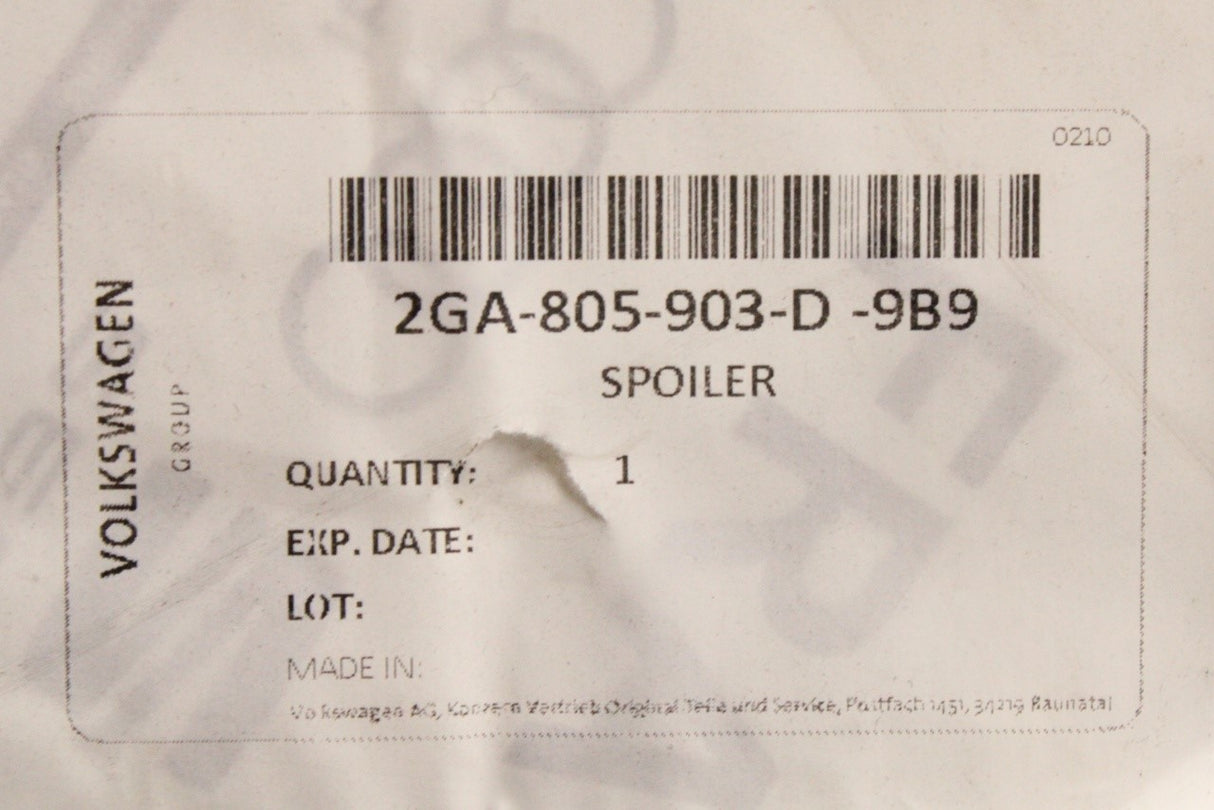 0210
2GA-805-903-D -9B9
SPOILER
VOLKSWAGEN
GROUP
QUANTITY: 1
EXP. DATE:
LOT:
MADE IN:
Volkswagen AG, Konzern Vertrieb Original Teile und Service, Postfach 1451, 34219 Baunatal